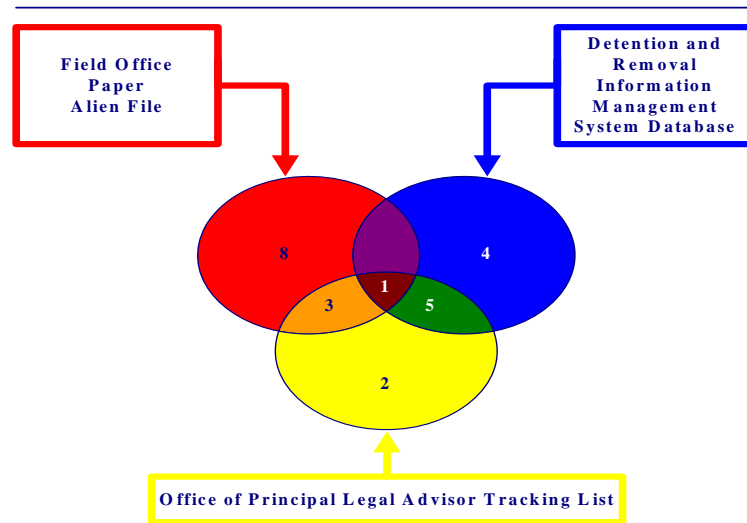 Field Office
Paper
Alien File
Detention and
Removal
Information
Management
System Database
8
4
1
3
5
2
Office of Principal Legal Advisor Tracking List